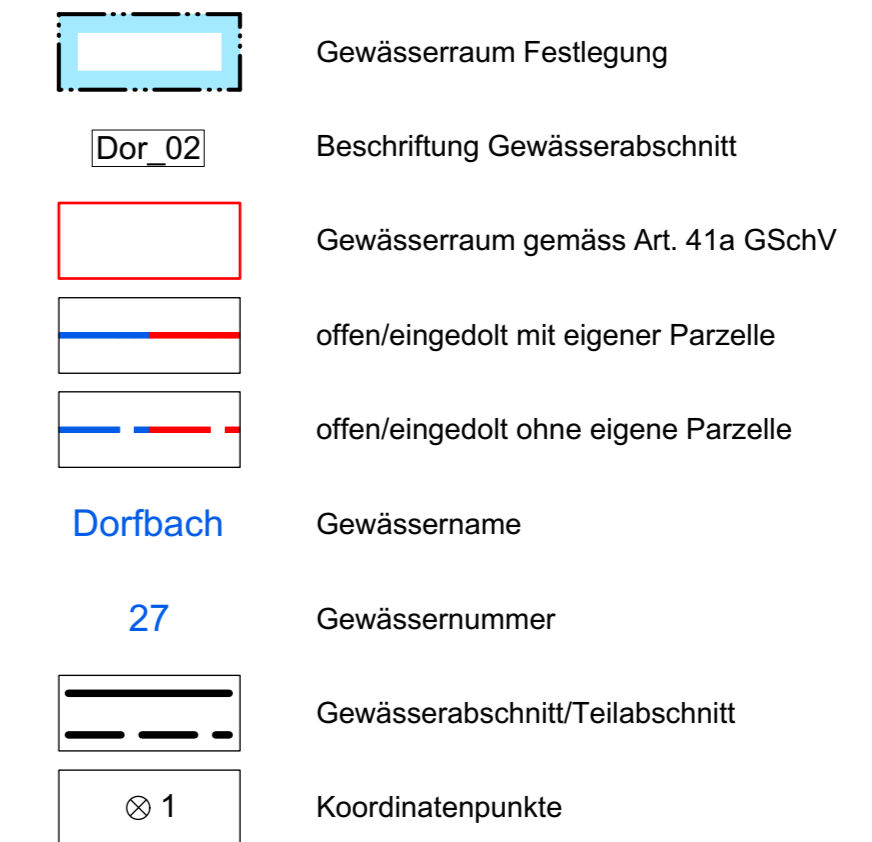 Gewässerraum Festlegung
Dor_02 Beschriftung Gewässerabschnitt
Gewässerraum gemäss Art. 41a GSchV
offen/eingedolt mit eigener Parzelle
offen/eingedolt ohne eigene Parzelle
Dorfbach Gewässername
27 Gewässernummer
Gewässerabschnitt/Teilabschnitt
⊗ 1 Koordinatenpunkte